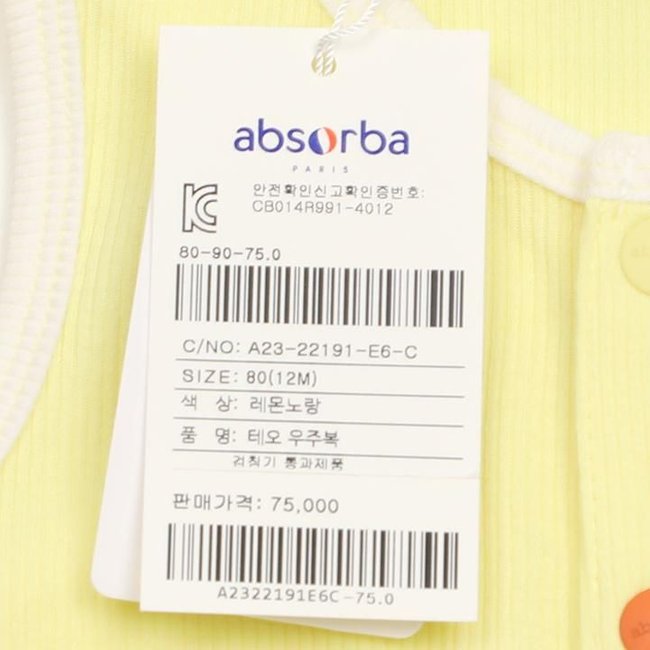 absorba
PARIS
안전확인신고확인증번호:
CB014R991-4012
80-90-75.0
C/NO: A23-22191-E6-C
SIZE: 80(12M)
색 상: 레몬노랑
품 명: 테오 우주복
검침기 통과제품
판매가격: 75,000
A2322191E6C-75.0
ab